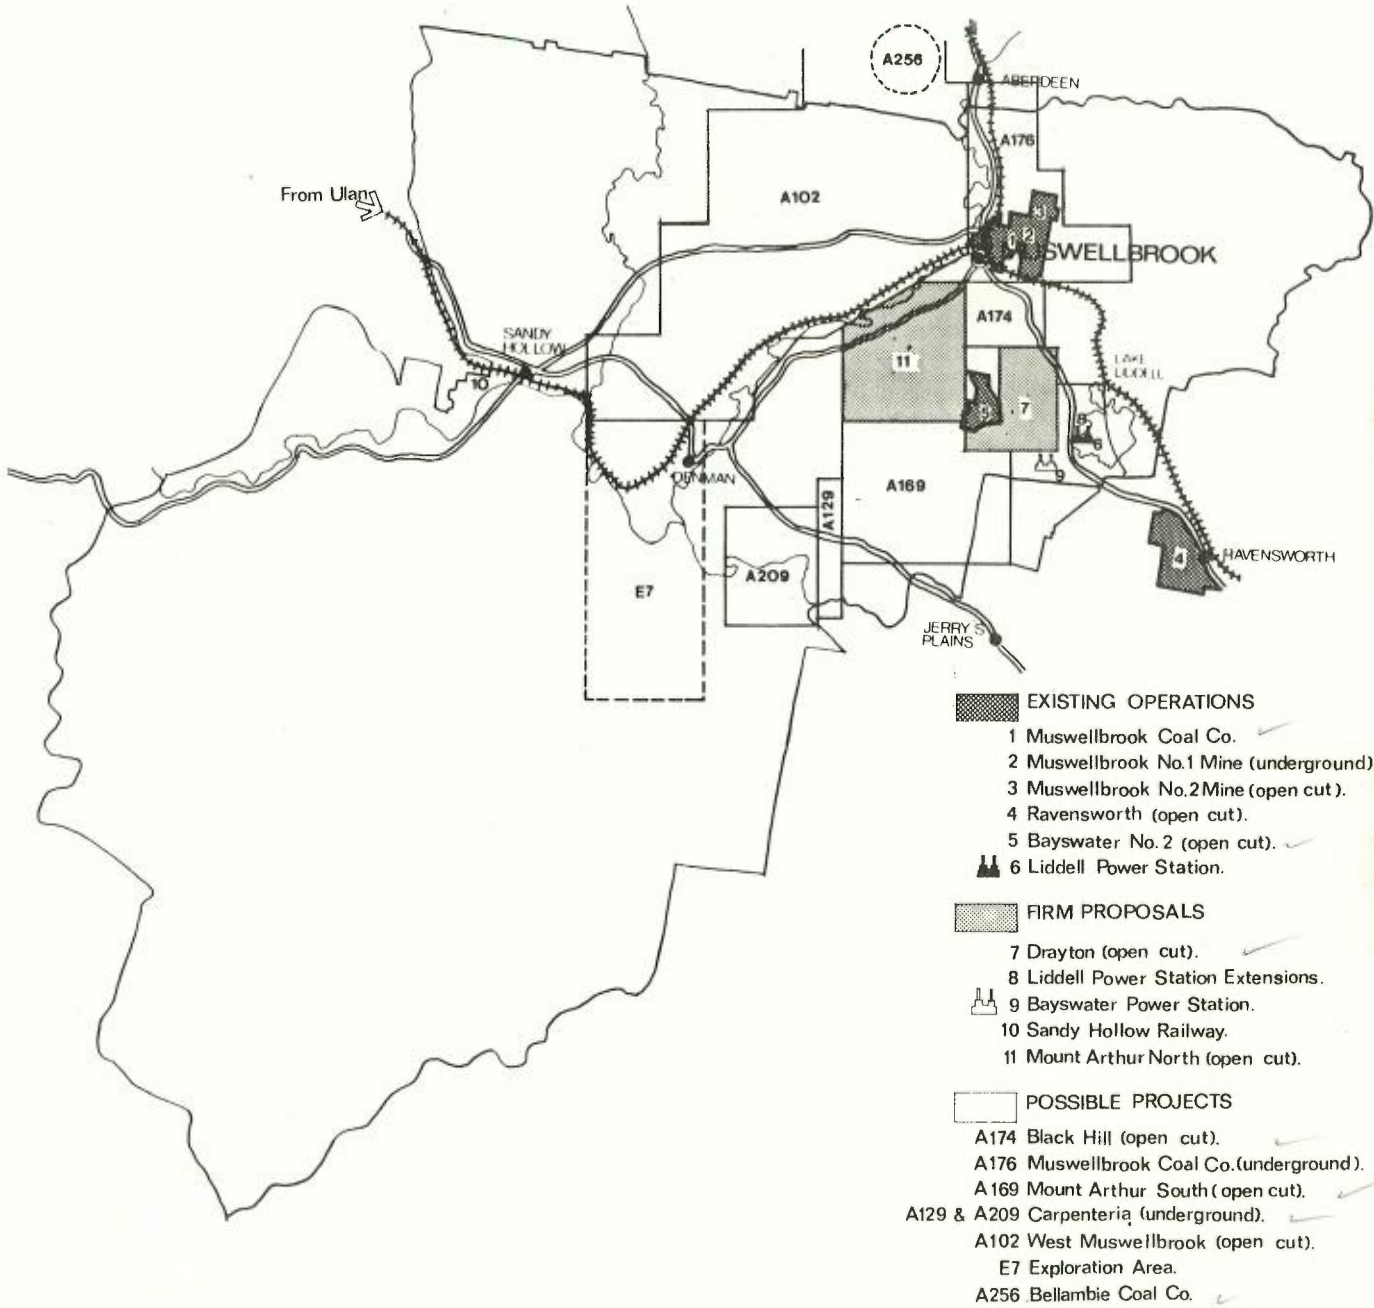 A256
ABERDEEN
A176
From Ulan
A102
3
2
1
MUSWELLBROOK
A174
SANDY
HOLLOW
LAKE
LIDDELL
11
10
5
7
8
6
9
DENMAN
A169
A129
4
RAVENSWORTH
A209
E7
JERRY'S
PLAINS
EXISTING OPERATIONS
1 Muswellbrook Coal Co.
2 Muswellbrook No.1 Mine (underground)
3 Muswellbrook No.2 Mine (open cut).
4 Ravensworth (open cut).
5 Bayswater No.2 (open cut).
6 Liddell Power Station.
FIRM PROPOSALS
7 Drayton (open cut).
8 Liddell Power Station Extensions.
9 Bayswater Power Station.
10 Sandy Hollow Railway.
11 Mount Arthur North (open cut).
POSSIBLE PROJECTS
A174 Black Hill (open cut).
A176 Muswellbrook Coal Co.(underground).
A169 Mount Arthur South (open cut).
A129 & A209 Carpenteria (underground).
A102 West Muswellbrook (open cut).
E7 Exploration Area.
A256 Bellambie Coal Co.